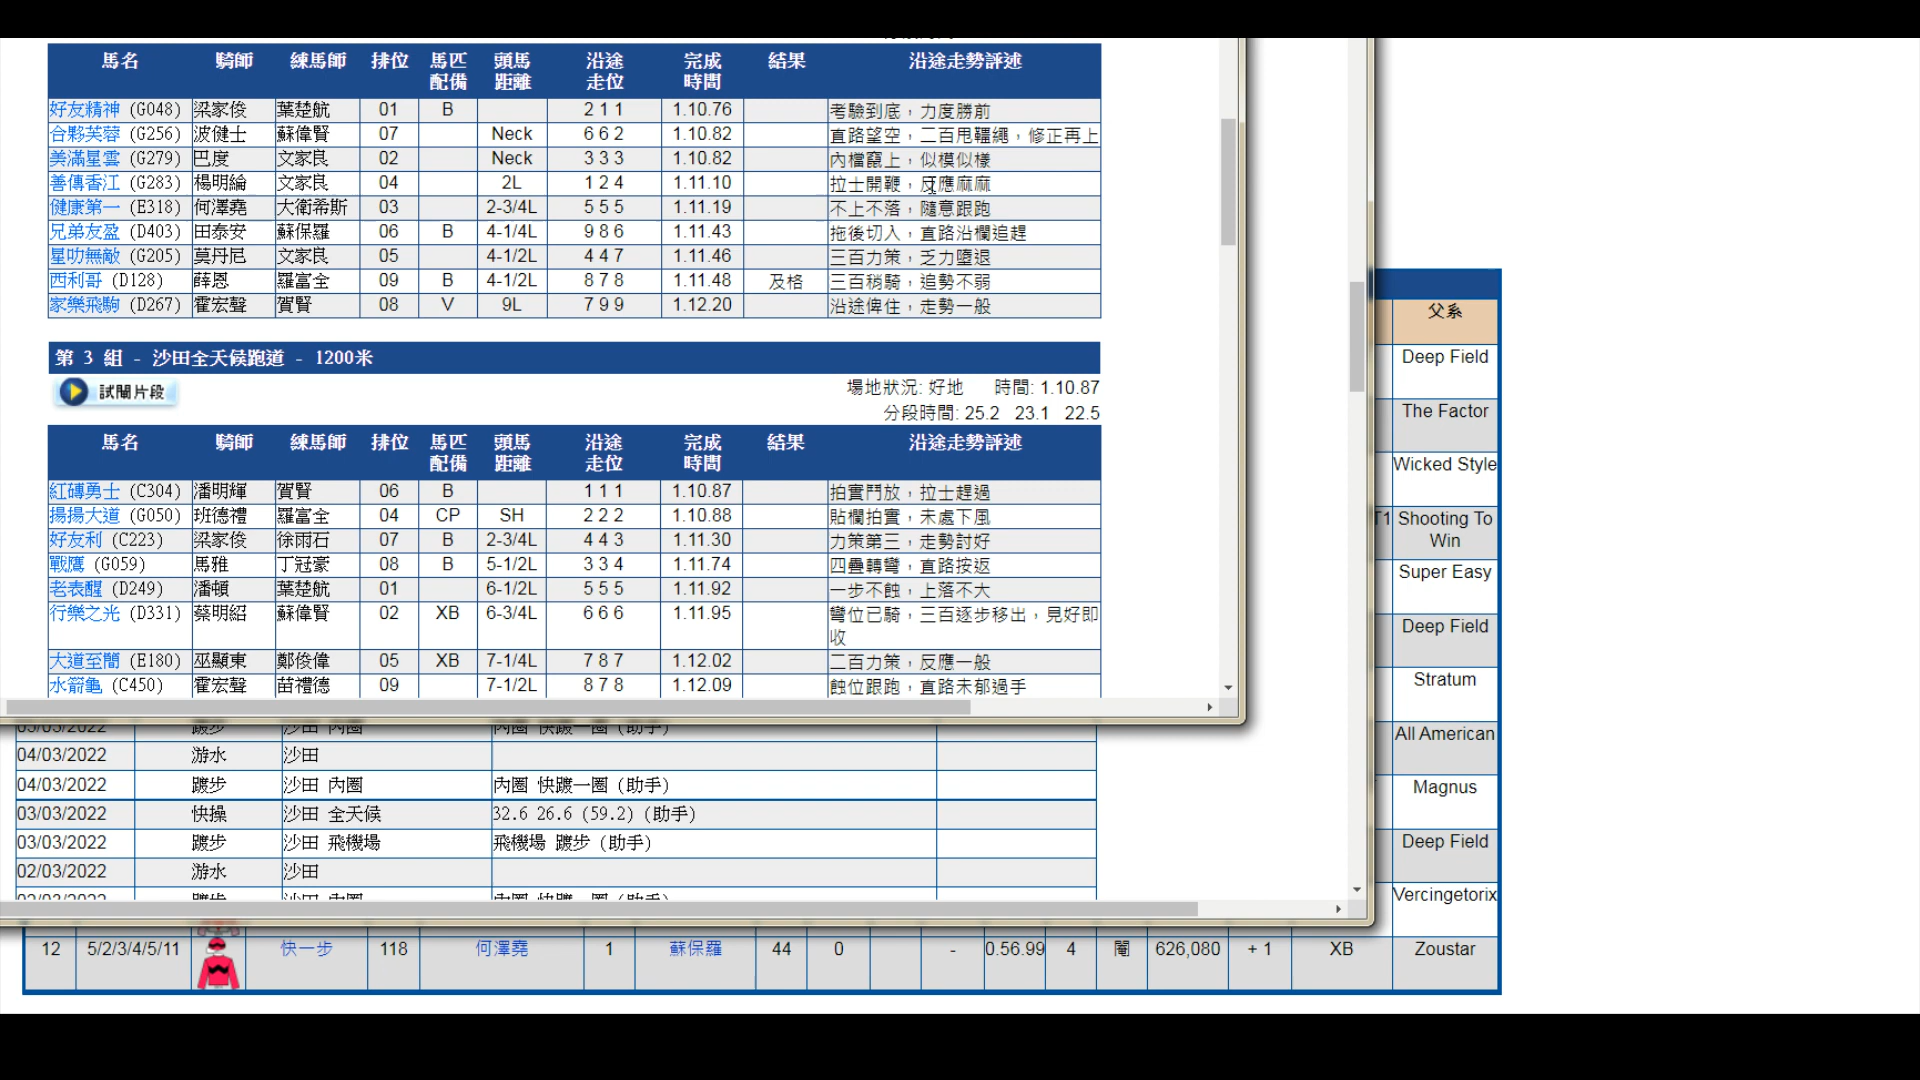 馬名 騎師 練馬師 排位 馬匹配備 頭馬距離 沿途走位 完成時間 結果 沿途走勢評述
好友精神 (G048) 梁家俊 葉楚航 01 B 2 1 1 1.10.76 考驗到底，力度勝前
合夥芙蓉 (G256) 波健士 蘇偉賢 07 Neck 6 6 2 1.10.82 直路望空，二百甩韁繩，修正再上
美滿星雲 (G279) 巴度 文家良 02 Neck 3 3 3 1.10.82 內檔竄上，似模似樣
善傳香江 (G283) 楊明綸 文家良 04 2L 1 2 4 1.11.10 拉士開鞭，反應麻麻
健康第一 (E318) 何澤堯 大衛希斯 03 2-3/4L 5 5 5 1.11.19 不上不落，隨意跟跑
兄弟友盈 (D403) 田泰安 蘇保羅 06 B 4-1/4L 9 8 6 1.11.43 拖後切入，直路沿欄追趕
星叻無敵 (G205) 莫丹尼 文家良 05 4-1/2L 4 4 7 1.11.46 三百力策，乏力墮退
西利哥 (D128) 薛恩 羅富全 09 B 4-1/2L 8 7 8 1.11.48 及格 三百稍騎，追勢不弱
家樂飛駒 (D267) 霍宏聲 賀賢 08 V 9L 7 9 9 1.12.20 沿途俾住，走勢一般
第 3 組 - 沙田全天候跑道 - 1200米
試閘片段
場地狀況: 好地 時間: 1.10.87
分段時間: 25.2 23.1 22.5
馬名 騎師 練馬師 排位 馬匹配備 頭馬距離 沿途走位 完成時間 結果 沿途走勢評述
紅磚勇士 (C304) 潘明輝 賀賢 06 B 1 1 1 1.10.87 拍實鬥放，拉士趕過
揚揚大道 (G050) 班德禮 羅富全 04 CP SH 2 2 2 1.10.88 貼欄拍實，未處下風
好友利 (C223) 梁家俊 徐雨石 07 B 2-3/4L 4 4 3 1.11.30 力策第三，走勢討好
戰鷹 (G059) 馬雅 丁冠豪 08 B 5-1/2L 3 3 4 1.11.74 四疊轉彎，直路按返
老表醒 (D249) 潘頓 葉楚航 01 6-1/2L 5 5 5 1.11.92 一步不蝕，上落不大
行樂之光 (D331) 蔡明紹 蘇偉賢 02 XB 6-3/4L 6 6 6 1.11.95 彎位已騎，三百逐步移出，見好即
收
大道至簡 (E180) 巫顯東 鄭俊偉 05 XB 7-1/4L 7 8 7 1.12.02 二百力策，反應一般
水箭龜 (C450) 霍宏聲 苗禮德 09 7-1/2L 8 7 8 1.12.09 蝕位跟跑，直路未郁過手
03/03/2022 踱步 沙田 內圈 內圈 快踱一圈 (助手)
04/03/2022 游水 沙田
04/03/2022 踱步 沙田 內圈 內圈 快踱一圈 (助手)
03/03/2022 快操 沙田 全天候 32.6 26.6 (59.2) (助手)
03/03/2022 踱步 沙田 飛機場 飛機場 踱步 (助手)
02/03/2022 游水 沙田
父系
Deep Field
The Factor
Wicked Style
T1 Shooting To Win
Super Easy
Deep Field
Stratum
All American
Magnus
Deep Field
Vercingetorix
12 5/2/3/4/5/11 快一步 118 何澤堯 1 蘇保羅 44 0 - 0.56.99 4 閹 626,080 + 1 XB Zoustar